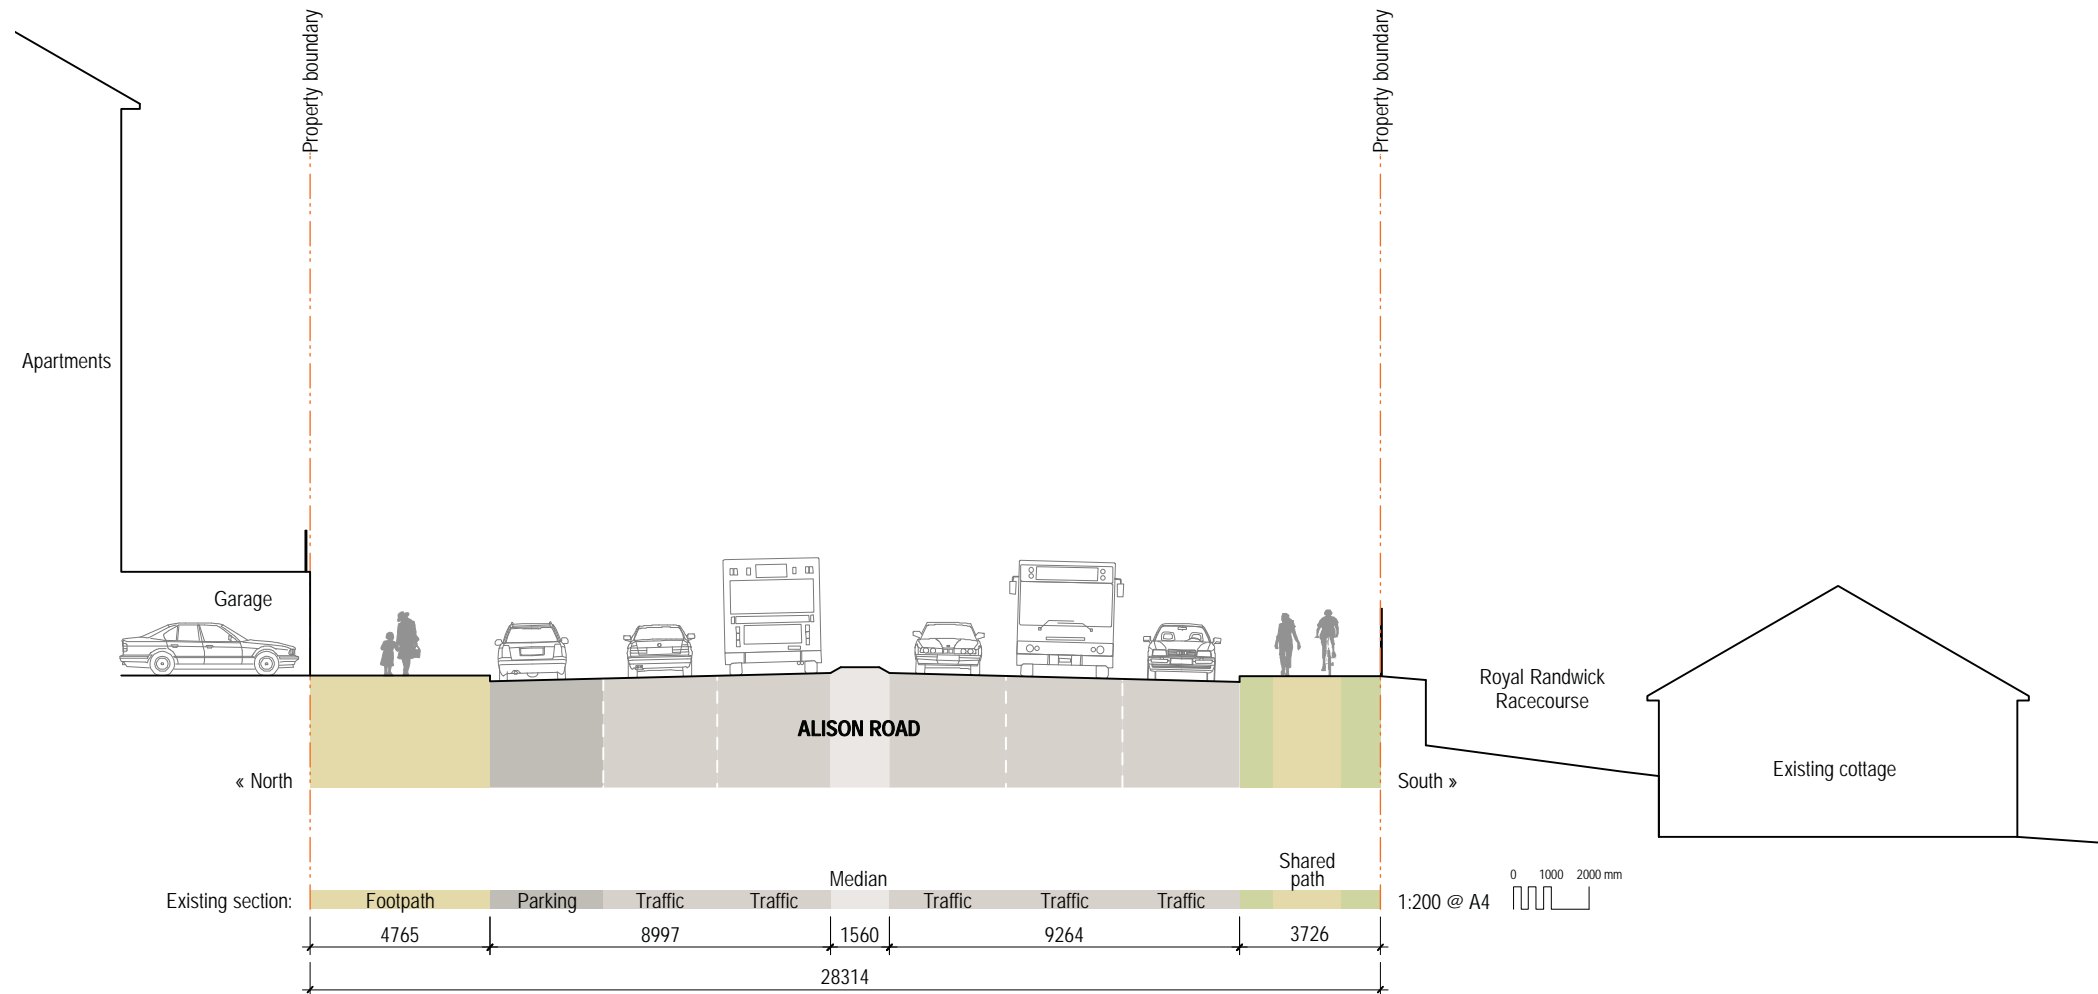 Property boundary
Property boundary
Apartments
Garage
Royal Randwick
Racecourse
ALISON ROAD
Existing cottage
« North
South »
Shared
path
Median
Existing section:
Footpath
Parking
Traffic
Traffic
Traffic
Traffic
Traffic
1:200 @ A4
0 1000 2000 mm
4765
8997
1560
9264
3726
28314